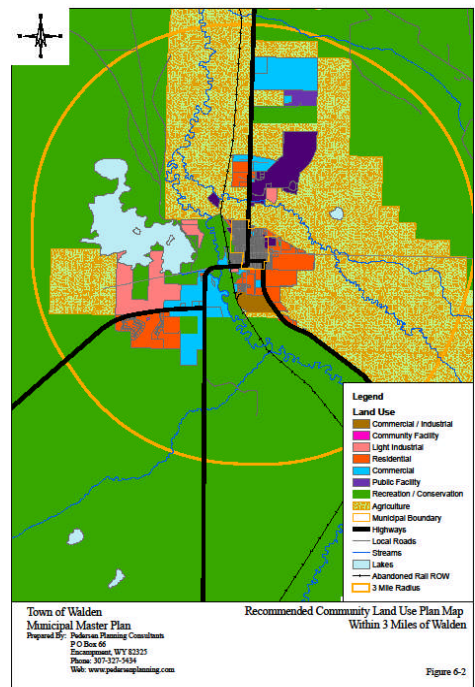 Legend
Land Use
Commercial / Industrial
Community Facility
Light Industrial
Residential
Commercial
Public Facility
Recreation / Conservation
Agriculture
Municipal Boundary
Highways
Local Roads
Streams
Lakes
Abandoned Rail ROW
3 Mile Radius
Town of Walden
Municipal Master Plan
Prepared By: Pedersen Planning Consultants
P O Box 66
Encampment, WY 82325
Phone: 307-327-5434
Web: www.pedersenplanning.com
Recommended Community Land Use Plan Map
Within 3 Miles of Walden
Figure 6-2